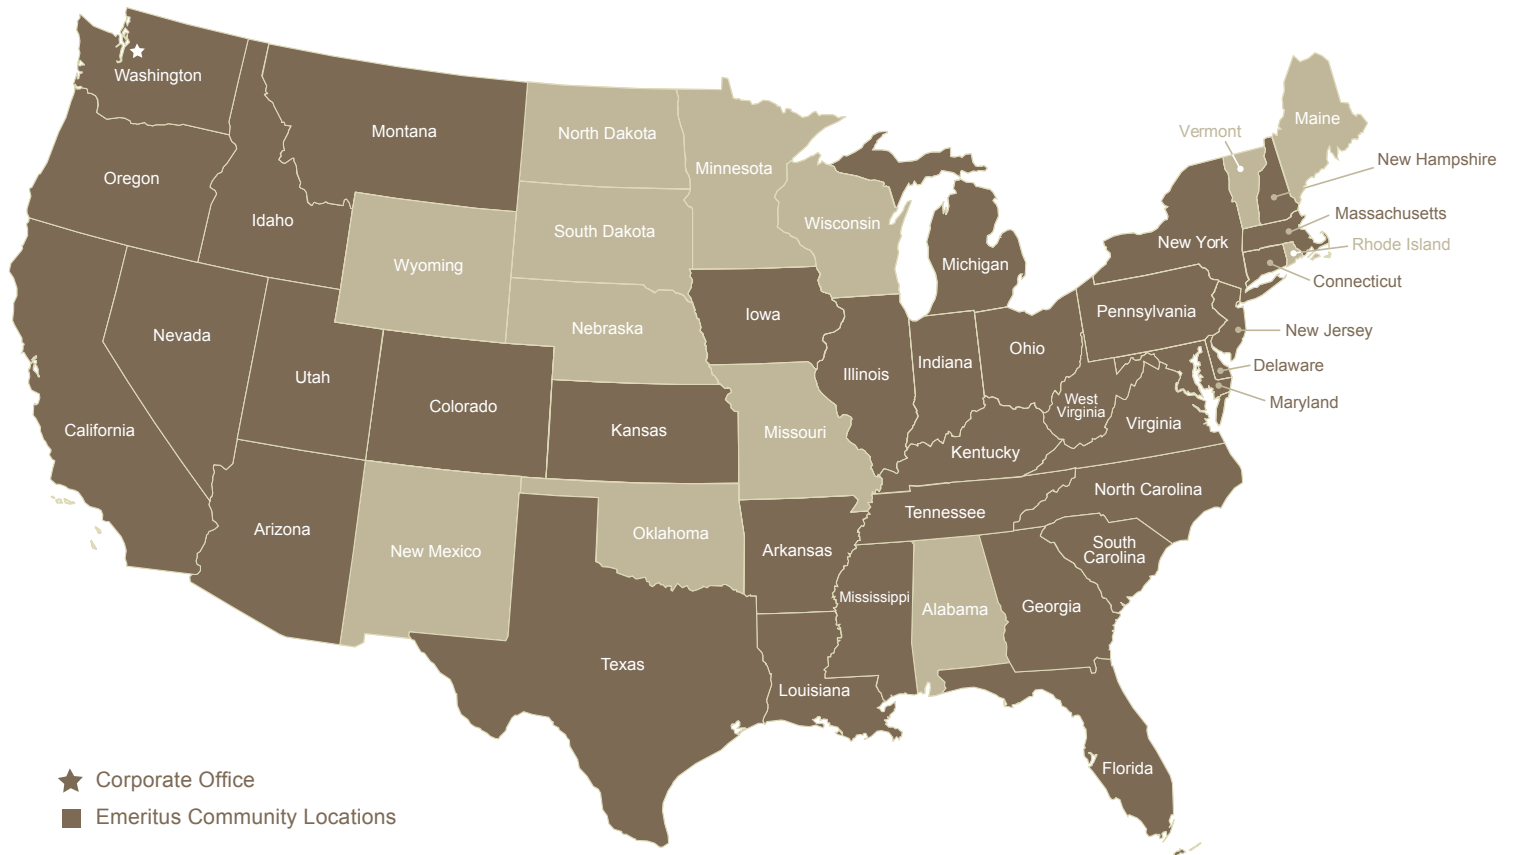 Washington
Montana
North Dakota
Minnesota
Vermont
Maine
New Hampshire
Oregon
Idaho
South Dakota
Wisconsin
Massachusetts
New York
Rhode Island
Wyoming
Michigan
Connecticut
Nevada
Nebraska
Iowa
Pennsylvania
New Jersey
Utah
Ohio
Indiana
Illinois
Delaware
Colorado
West
Virginia
Maryland
California
Kansas
Missouri
Virginia
Kentucky
North Carolina
Tennessee
Arizona
New Mexico
Oklahoma
Arkansas
South
Carolina
Mississippi
Alabama
Georgia
Texas
Louisiana
Florida
Corporate Office
Emeritus Community Locations